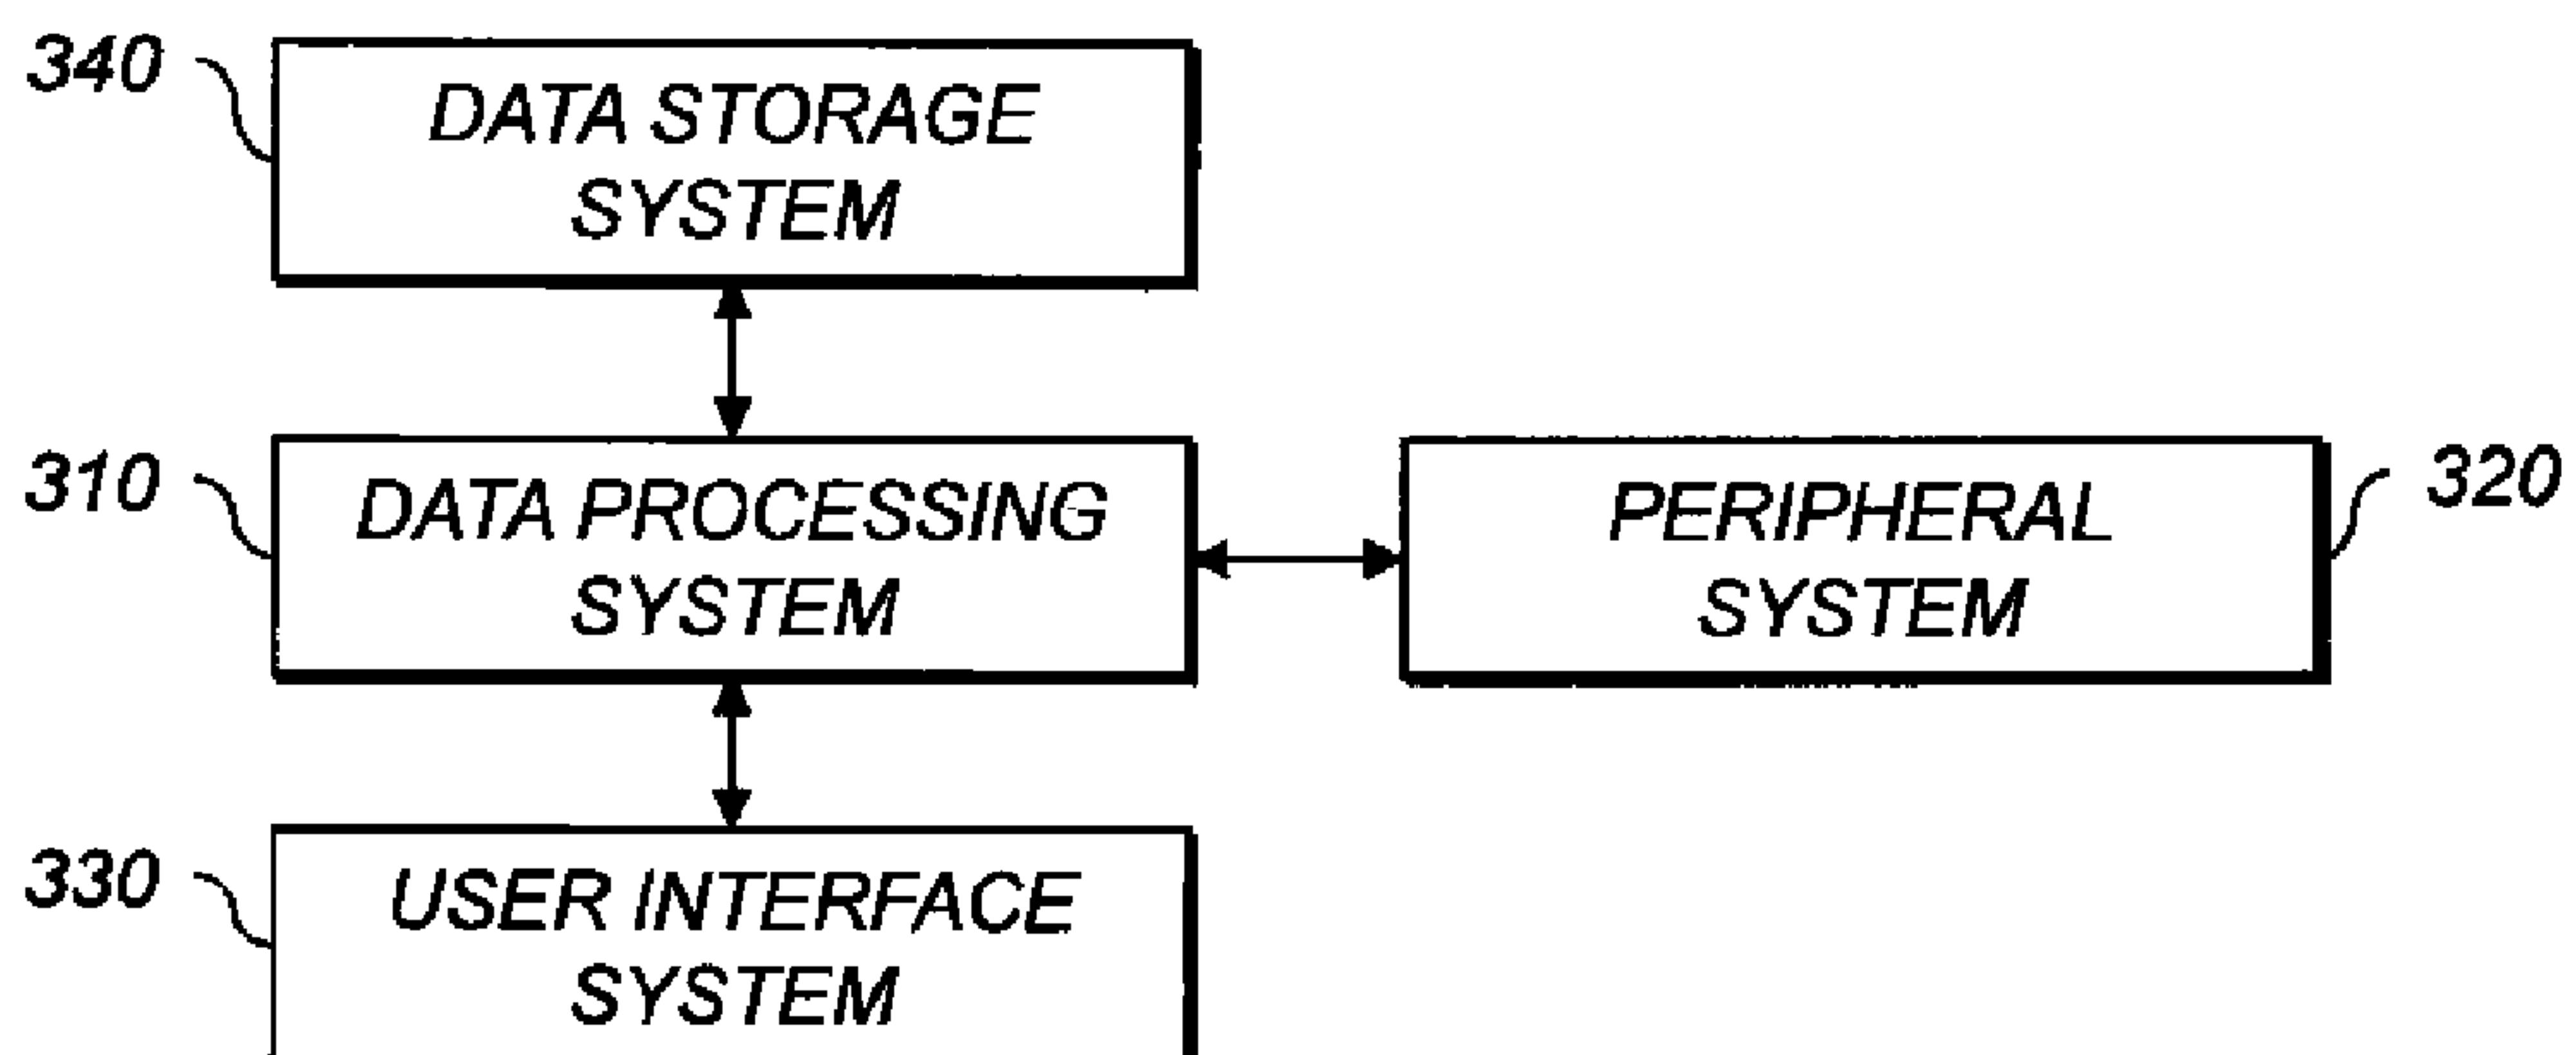 340
DATA STORAGE
SYSTEM
310
DATA PROCESSING
SYSTEM
PERIPHERAL
SYSTEM
320
330
USER INTERFACE
SYSTEM